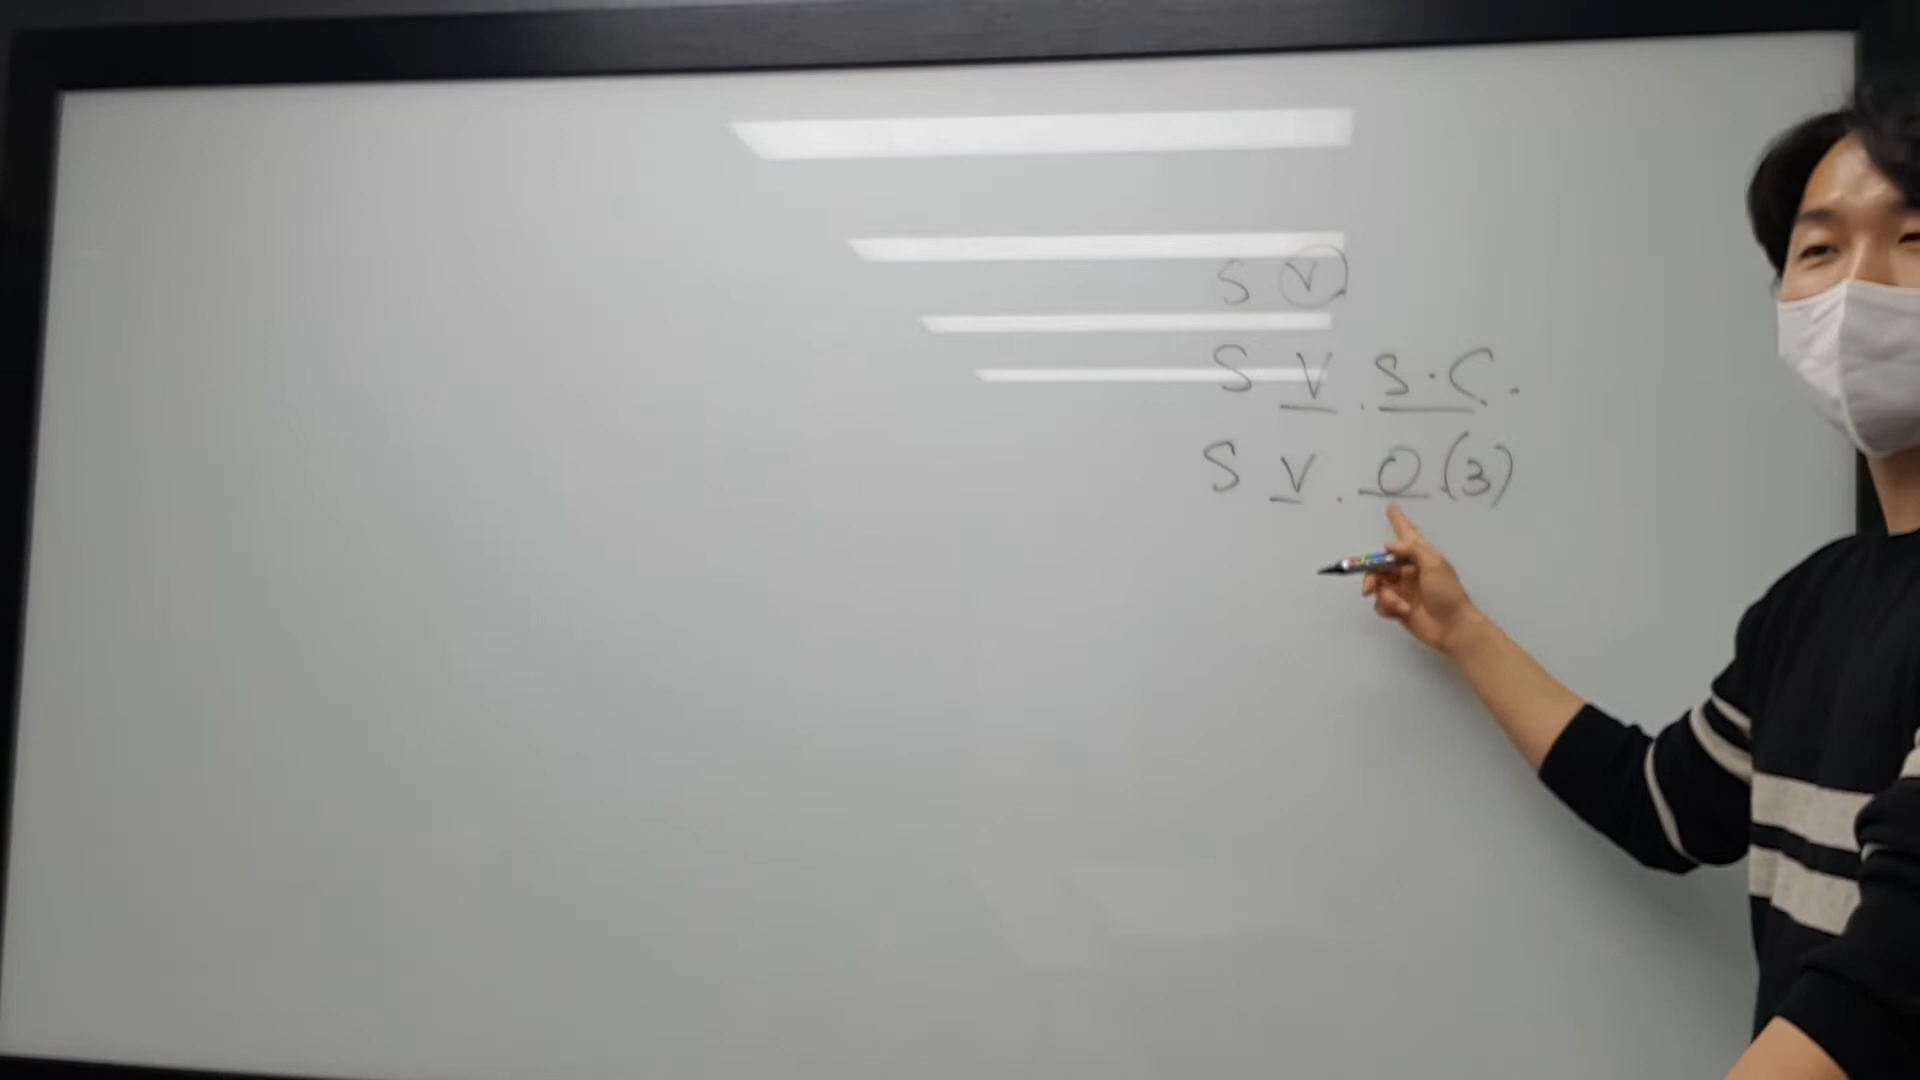 S V
S V . S . C .
S V . O (3)